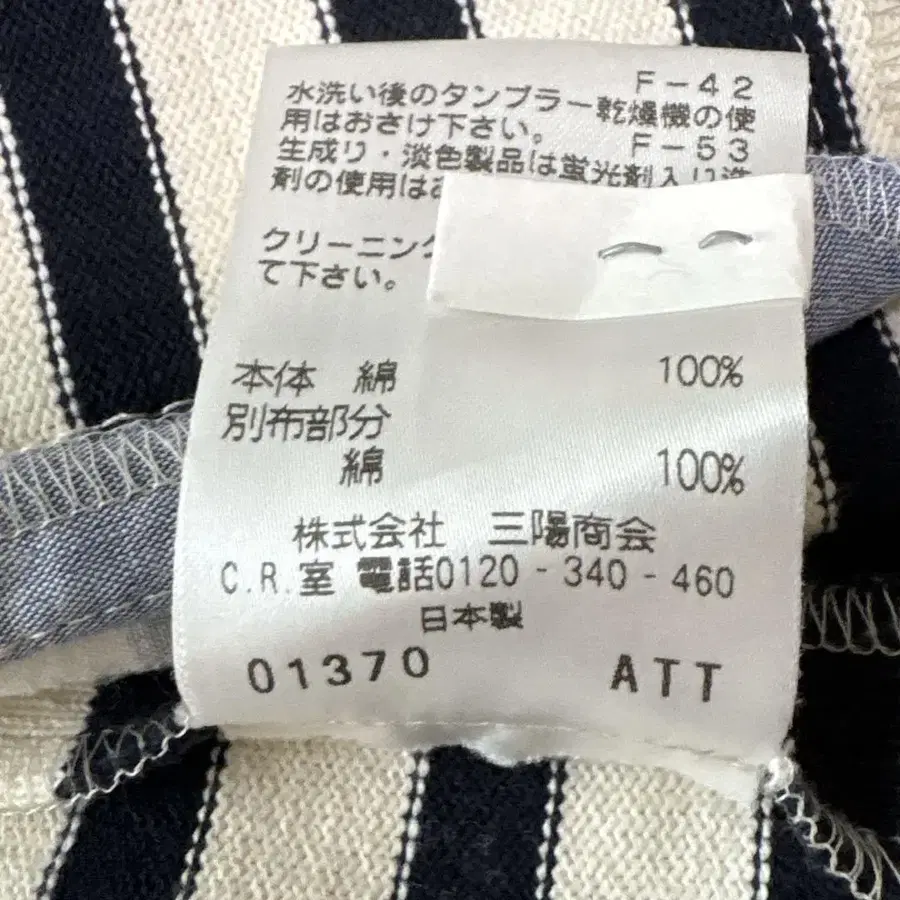 F-42
水洗い後のタンブラー乾燥機の使
用はおさけ下さい。
F-53
生成り・淡色製品は蛍光剤入り洗
剤の使用はお
クリーニング
て下さい。
本体 綿 100%
別布部分
綿 100%
株式会社 三陽商会
C.R.室 電話0120-340-460
日本製
01370 ATT